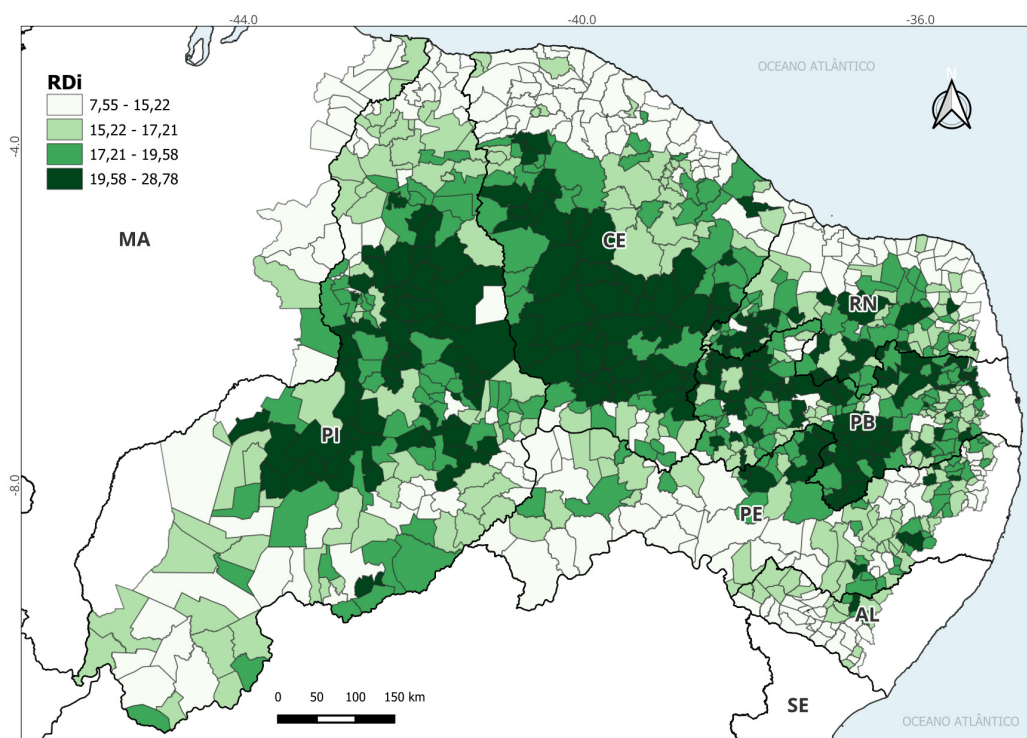 -44.0
-40.0
-36.0
OCEANO ATLÂNTICO
N
RDi
7,55 - 15,22
15,22 - 17,21
17,21 - 19,58
19,58 - 28,78
-4.0
MA
CE
RN
PI
PB
-8.0
PE
AL
0 50 100 150 km
SE
OCEANO ATLÂNTICO